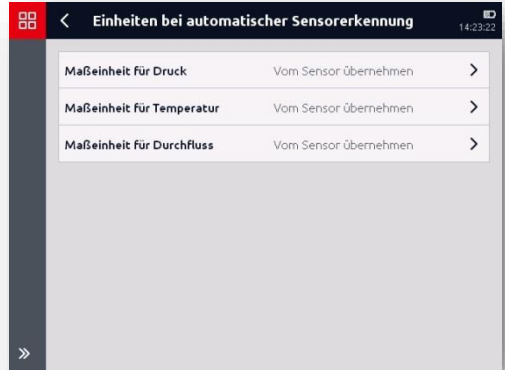 Einheiten bei automatischer Sensorerkennung
14:23:22
Maßeinheit für Druck Vom Sensor übernehmen
Maßeinheit für Temperatur Vom Sensor übernehmen
Maßeinheit für Durchfluss Vom Sensor übernehmen